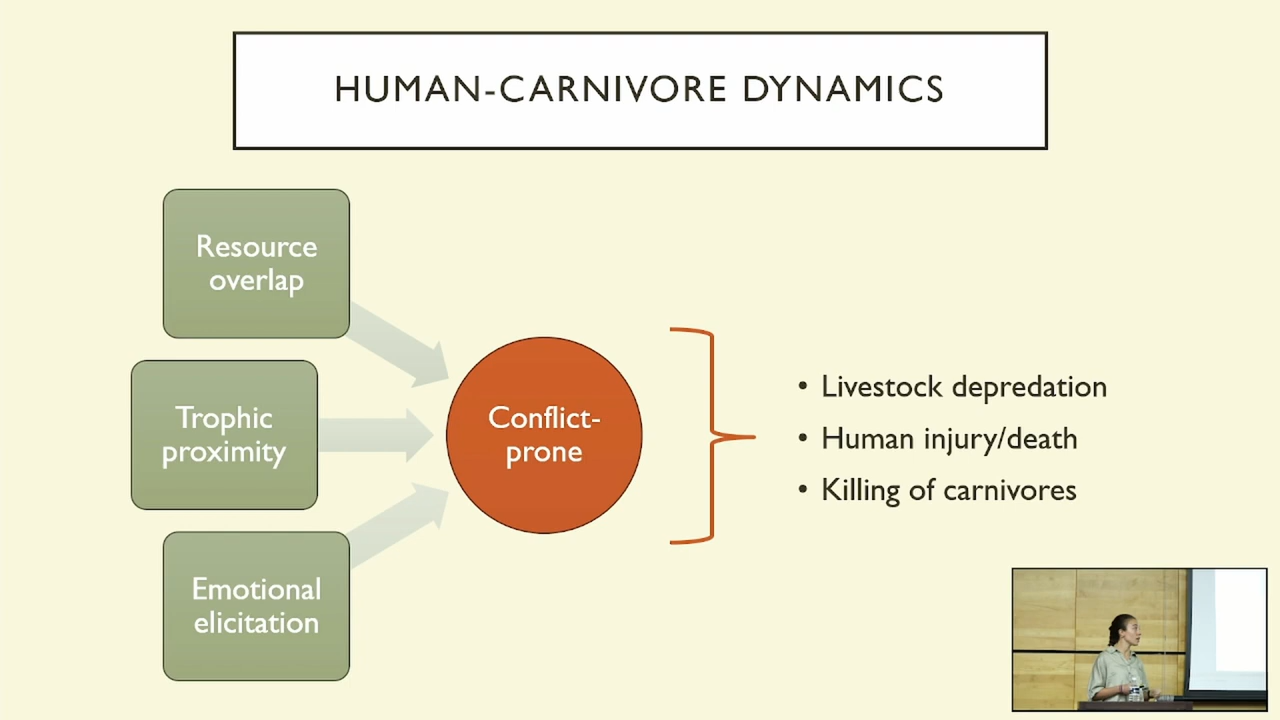 HUMAN-CARNIVORE DYNAMICS
Resource
overlap
Trophic
proximity
Emotional
elicitation
Conflict-
prone
• Livestock depredation
• Human injury/death
• Killing of carnivores